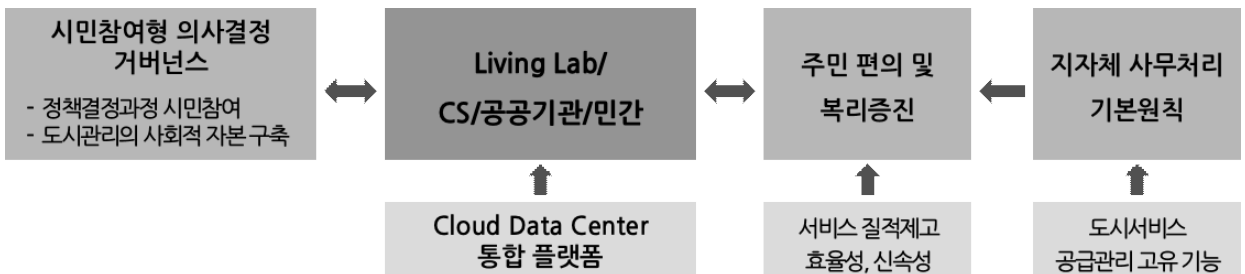 시민참여형 의사결정
거버넌스
- 정책결정과정 시민참여
- 도시관리의 사회적 자본 구축
Living Lab/
CS/공공기관/민간
주민 편의 및
복리증진
지자체 사무처리
기본원칙
Cloud Data Center
통합 플랫폼
서비스 질적제고
효율성, 신속성
도시서비스
공급관리 고유 기능